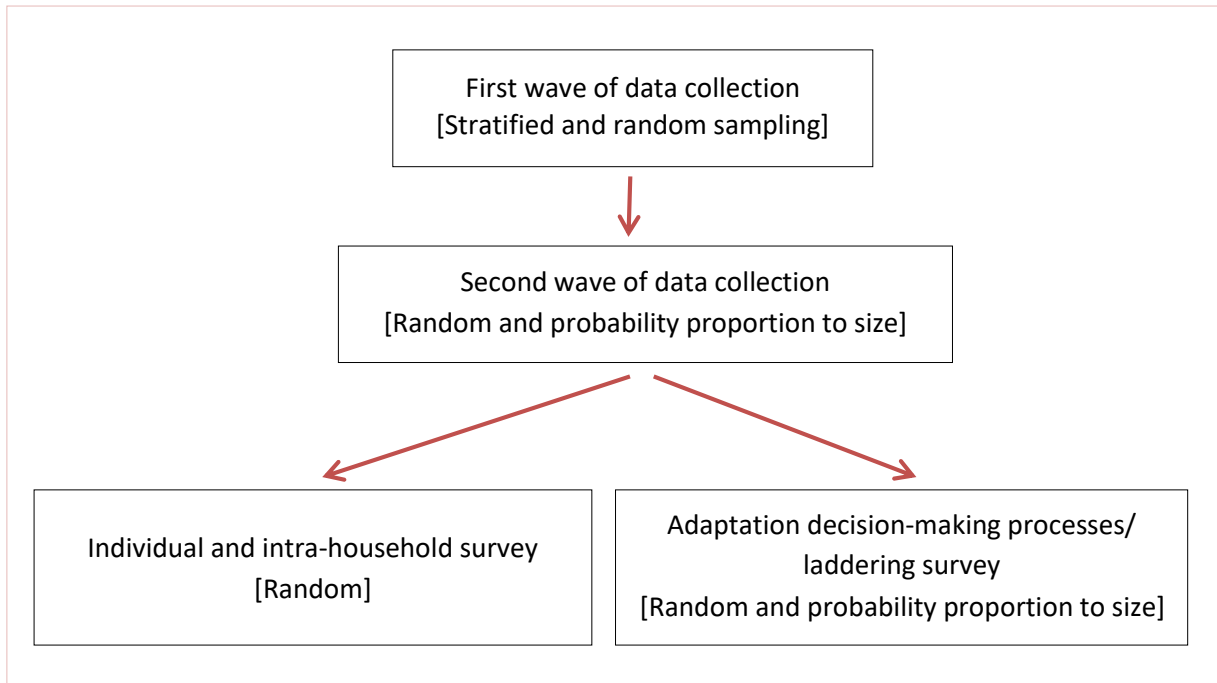 First wave of data collection
[Stratified and random sampling]
Second wave of data collection
[Random and probability proportion to size]
Individual and intra-household survey
[Random]
Adaptation decision-making processes/
laddering survey
[Random and probability proportion to size]